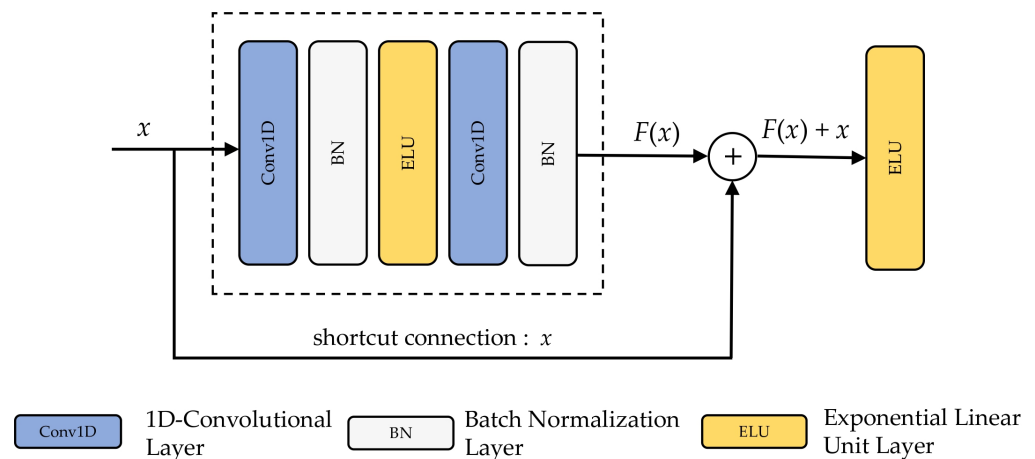 x
Conv1D
BN
ELU
Conv1D
BN
F(x)
+
F(x) + x
ELU
shortcut connection : x
Conv1D
1D-Convolutional
Layer
BN
Batch Normalization
Layer
ELU
Exponential Linear
Unit Layer